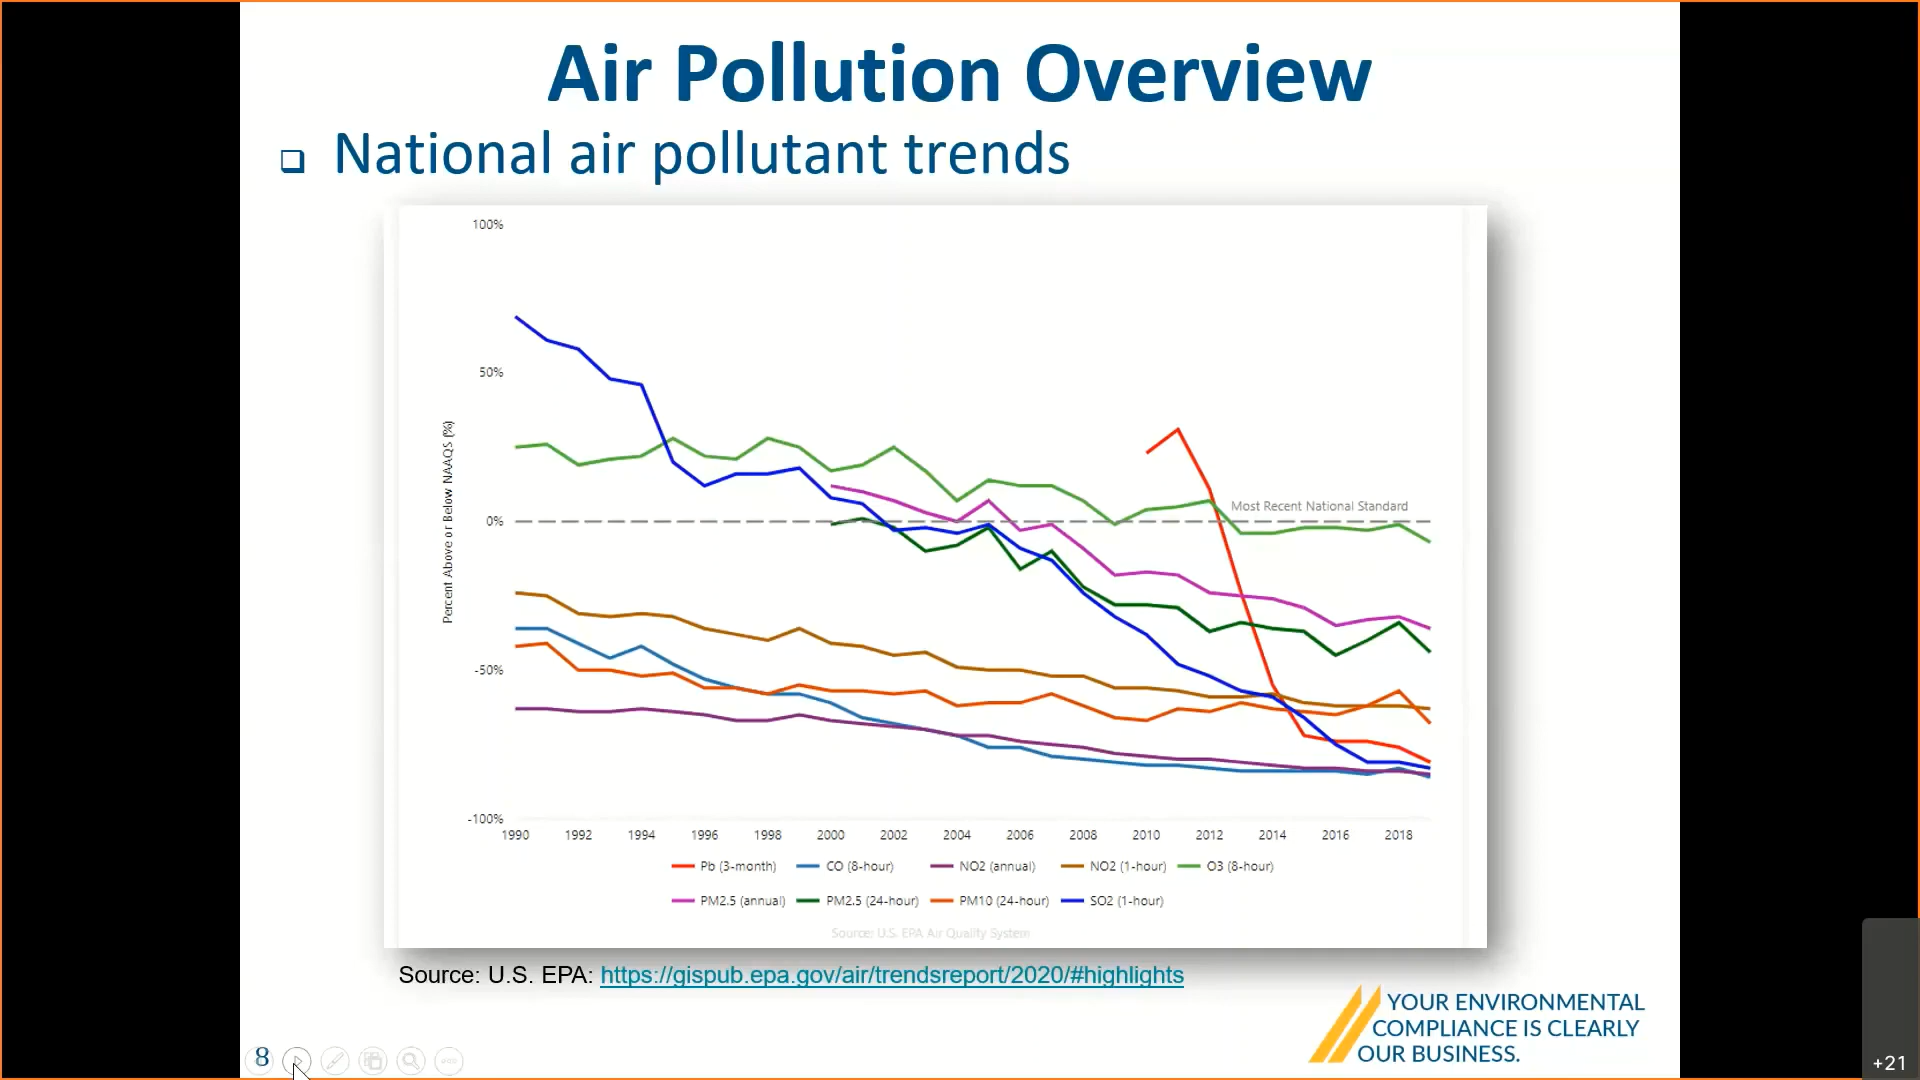 Air Pollution Overview
National air pollutant trends
100%
50%
0%
-50%
-100%
Percent Above or Below NAAQS (%)
Most Recent National Standard
1990 1992 1994 1996 1998 2000 2002 2004 2006 2008 2010 2012 2014 2016 2018
Pb (3-month) CO (8-hour) NO2 (annual) NO2 (1-hour) O3 (8-hour)
PM2.5 (annual) PM2.5 (24-hour) PM10 (24-hour) SO2 (1-hour)
Source: U.S. EPA Air Quality System
Source: U.S. EPA: https://gispub.epa.gov/air/trendsreport/2020/#highlights
YOUR ENVIRONMENTAL
COMPLIANCE IS CLEARLY
OUR BUSINESS.
8
+21